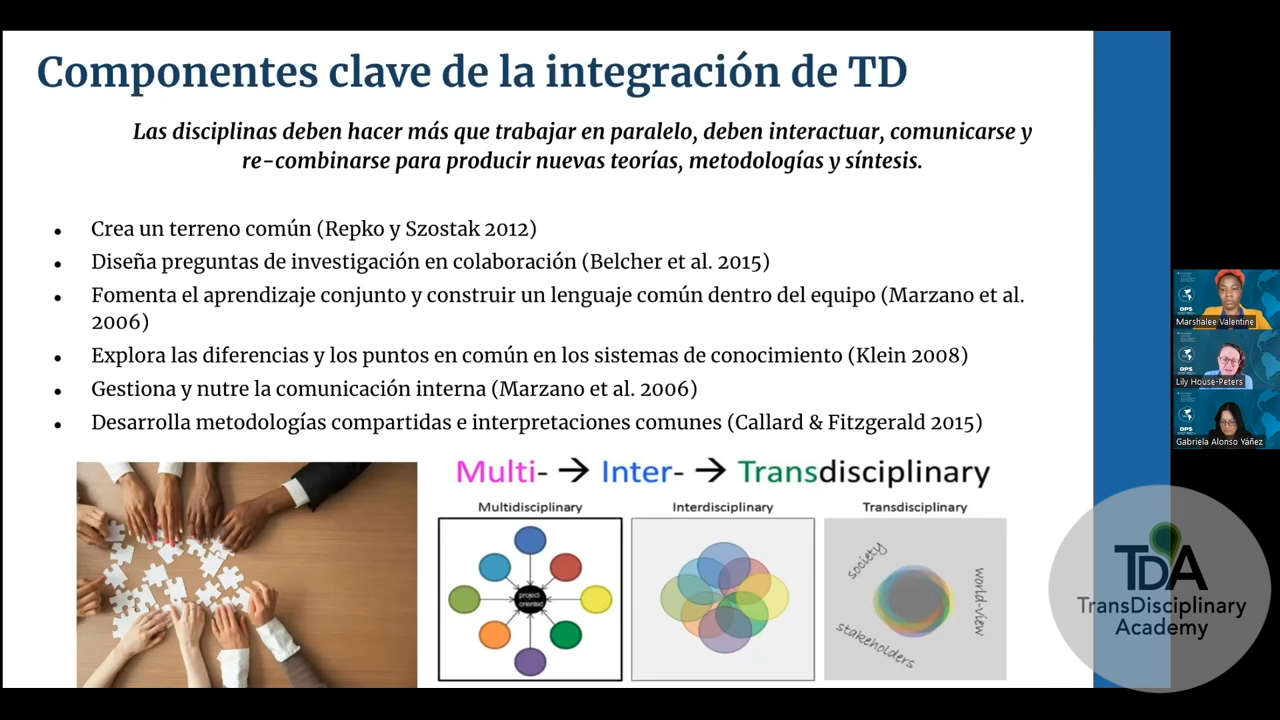 Componentes clave de la integración de TD
Las disciplinas deben hacer más que trabajar en paralelo, deben interactuar, comunicarse y
re-combinarse para producir nuevas teorías, metodologías y síntesis.
• Crea un terreno común (Repko y Szostak 2012)
• Diseña preguntas de investigación en colaboración (Belcher et al. 2015)
• Fomenta el aprendizaje conjunto y construir un lenguaje común dentro del equipo (Marzano et al.
2006)
• Explora las diferencias y los puntos en común en los sistemas de conocimiento (Klein 2008)
• Gestiona y nutre la comunicación interna (Marzano et al. 2006)
• Desarrolla metodologías compartidas e interpretaciones comunes (Callard & Fitzgerald 2015)
Multi- → Inter- → Transdisciplinary
Multidisciplinary
Interdisciplinary
Transdisciplinary
project-
oriented
society
world-view
stakeholders
OPS
Marshalee Valentine
OPS
Lily House-Peters
OPS
Gabriela Alonso Yáñez
TDA
TransDisciplinary
Academy